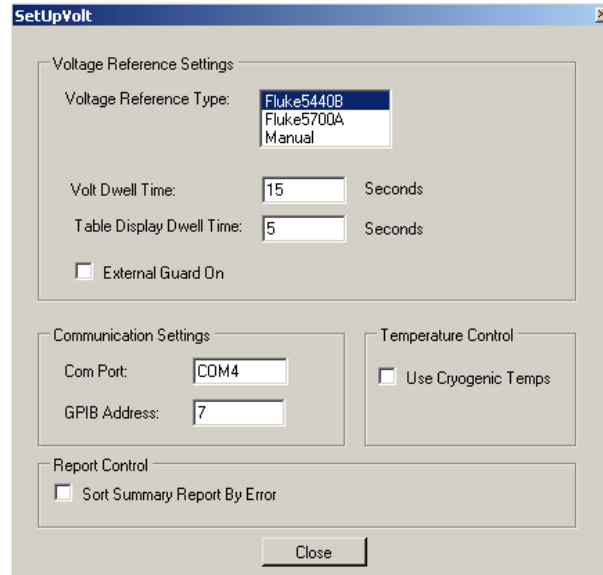 SetUpVolt
Voltage Reference Settings
Voltage Reference Type:
Fluke5440B
Fluke5700A
Manual
Volt Dwell Time: 15 Seconds
Table Display Dwell Time: 5 Seconds
External Guard On
Communication Settings
Com Port: COM4
GPIB Address: 7
Temperature Control
Use Cryogenic Temps
Report Control
Sort Summary Report By Error
Close